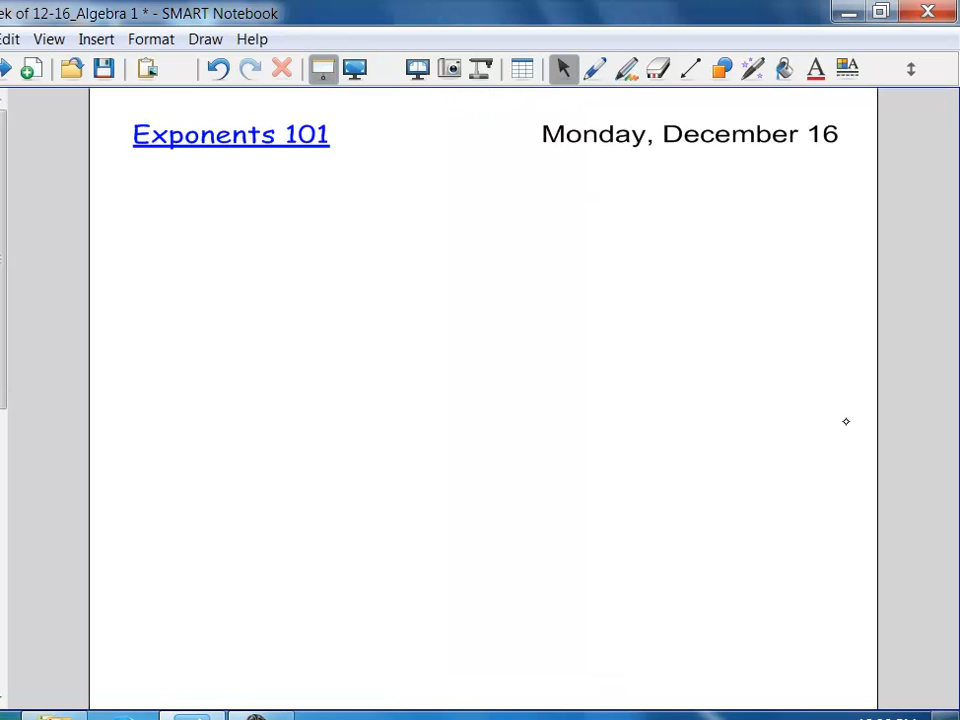 ek of 12-16_Algebra 1 * - SMART Notebook
Edit View Insert Format Draw Help
Exponents 101 Monday, December 16